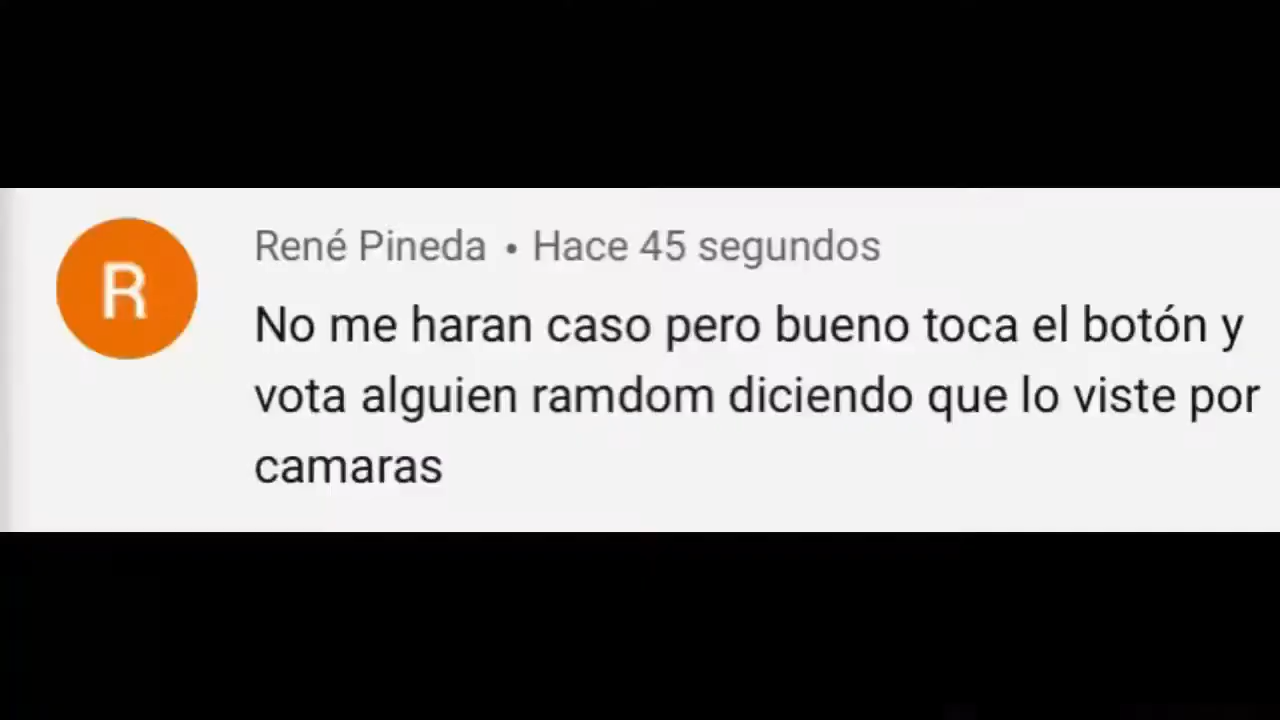 R
René Pineda • Hace 45 segundos
No me haran caso pero bueno toca el botón y
vota alguien ramdom diciendo que lo viste por
camaras